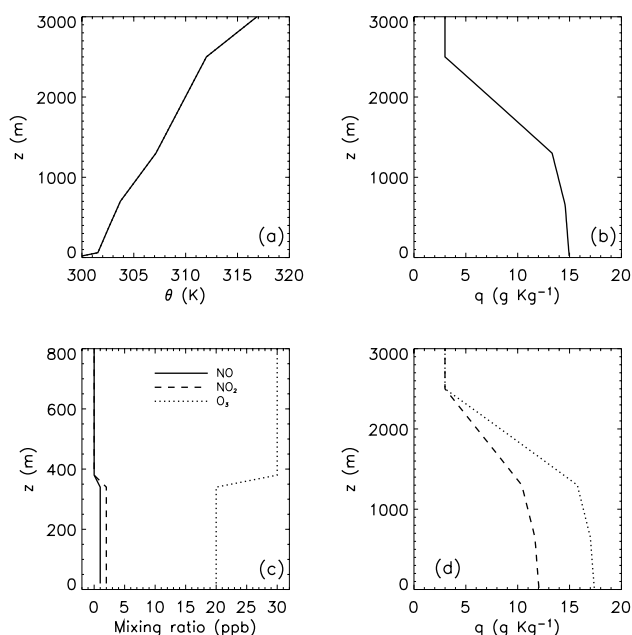 3000
2000
1000
0
z (m)
300 305 310 315 320
θ (K)
(a)
3000
2000
1000
0
z (m)
0 5 10 15 20
q (g Kg⁻¹)
(b)
800
600
400
200
0
z (m)
0 5 10 15 20 25 30
Mixing ratio (ppb)
NO
NO₂
O₃
(c)
3000
2000
1000
0
z (m)
0 5 10 15 20
q (g Kg⁻¹)
(d)